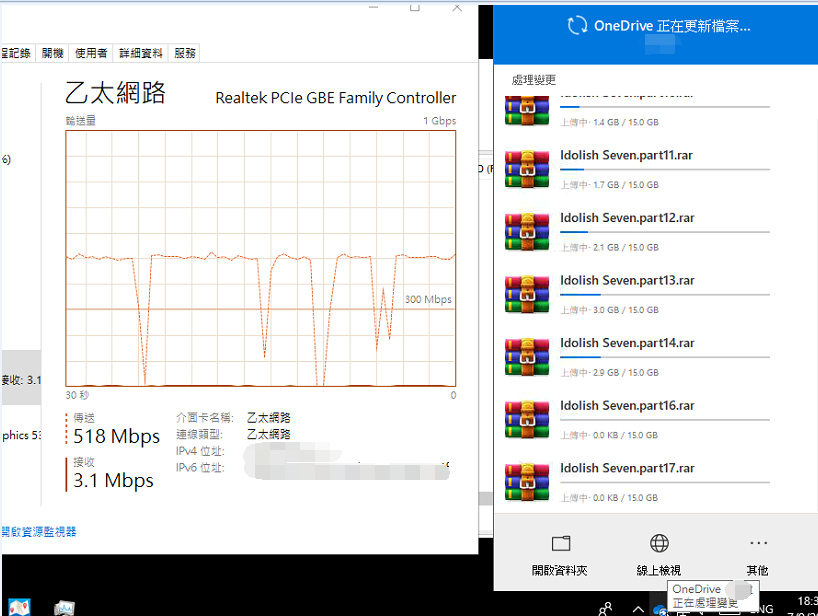 程記錄 開機 使用者 詳細資料 服務
乙太網路
Realtek PCIe GBE Family Controller
輸送量
1 Gbps
6)
300 Mbps
接收: 3.1
30 秒
0
phics 53
傳送
518 Mbps
接收
3.1 Mbps
介面卡名稱: 乙太網路
連線類型: 乙太網路
IPv4 位址:
IPv6 位址:
開啟資源監視器
OneDrive 正在更新檔案...
處理變更
上傳中· 1.4 GB / 15.0 GB
Idolish Seven.part11.rar
上傳中· 1.7 GB / 15.0 GB
Idolish Seven.part12.rar
上傳中· 2.1 GB / 15.0 GB
Idolish Seven.part13.rar
上傳中· 3.0 GB / 15.0 GB
Idolish Seven.part14.rar
上傳中· 2.9 GB / 15.0 GB
Idolish Seven.part16.rar
上傳中· 0.0 KB / 15.0 GB
Idolish Seven.part17.rar
上傳中· 0.0 KB / 15.0 GB
開啟資料夾
線上檢視
其他
OneDrive
正在處理變更
ENG
18:3